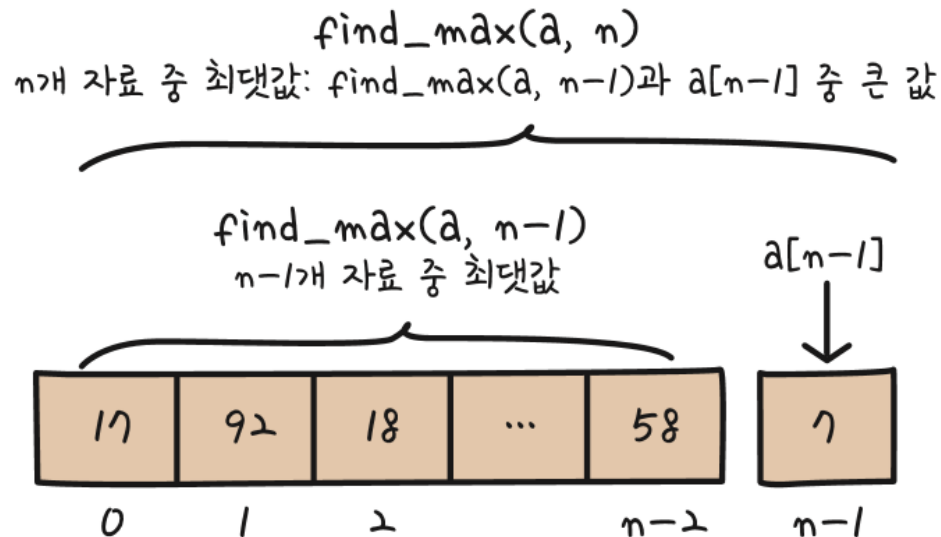 find_max(a, n)
n개 자료 중 최댓값: find_max(a, n-1)과 a[n-1] 중 큰 값
find_max(a, n-1)
n-1개 자료 중 최댓값
a[n-1]
17 92 18 ... 58 7
0 1 2 n-2 n-1